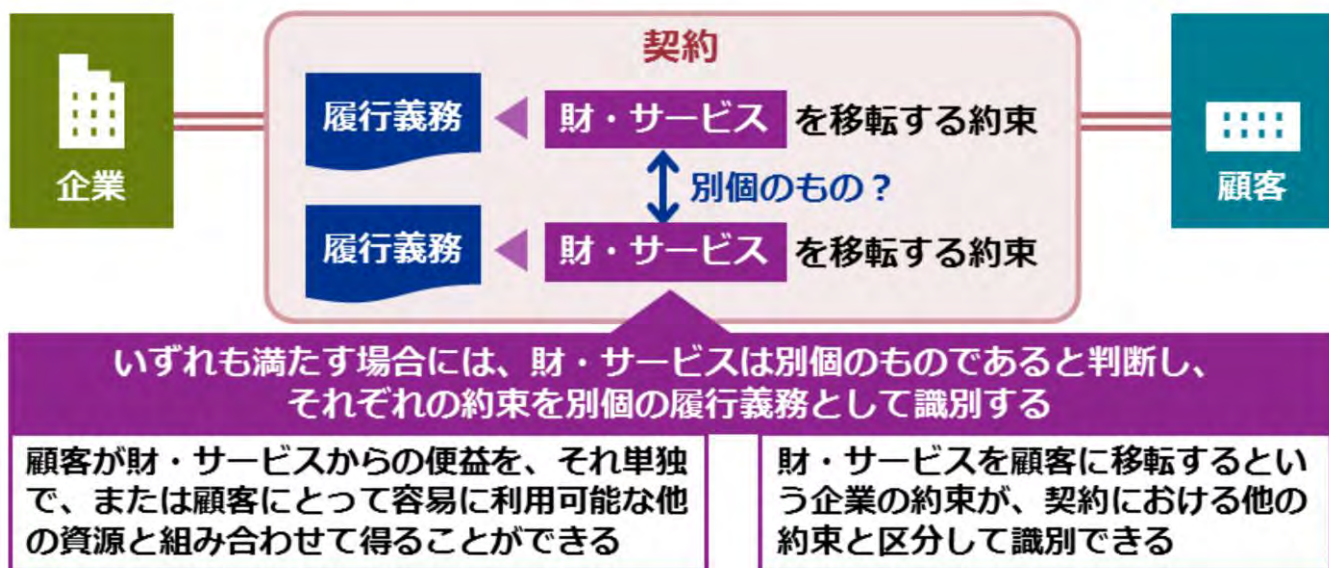 契約
企業
履行義務 財・サービス を移転する約束
別個のもの？
履行義務 財・サービス を移転する約束
顧客
いずれも満たす場合には、財・サービスは別個のものであると判断し、
それぞれの約束を別個の履行義務として識別する
顧客が財・サービスからの便益を、それ単独
で、または顧客にとって容易に利用可能な他
の資源と組み合わせて得ることができる
財・サービスを顧客に移転するとい
う企業の約束が、契約における他の
約束と区分して識別できる